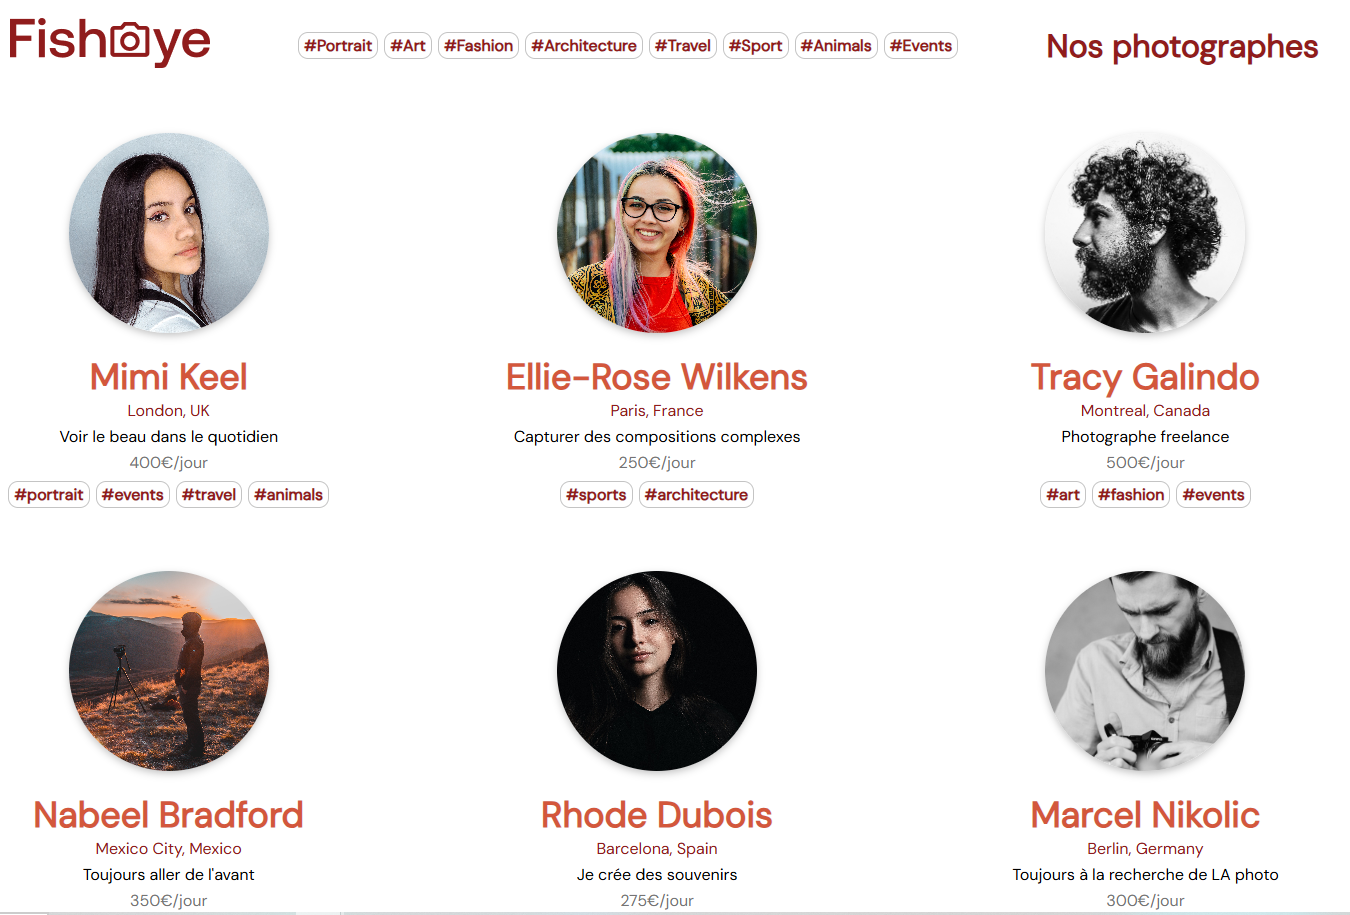 FishEye
#Portrait #Art #Fashion #Architecture #Travel #Sport #Animals #Events
Nos photographes
Mimi Keel
London, UK
Voir le beau dans le quotidien
400€/jour
#portrait #events #travel #animals
Ellie-Rose Wilkens
Paris, France
Capturer des compositions complexes
250€/jour
#sports #architecture
Tracy Galindo
Montreal, Canada
Photographe freelance
500€/jour
#art #fashion #events
Nabeel Bradford
Mexico City, Mexico
Toujours aller de l'avant
350€/jour
Rhode Dubois
Barcelona, Spain
Je crée des souvenirs
275€/jour
Marcel Nikolic
Berlin, Germany
Toujours à la recherche de LA photo
300€/jour